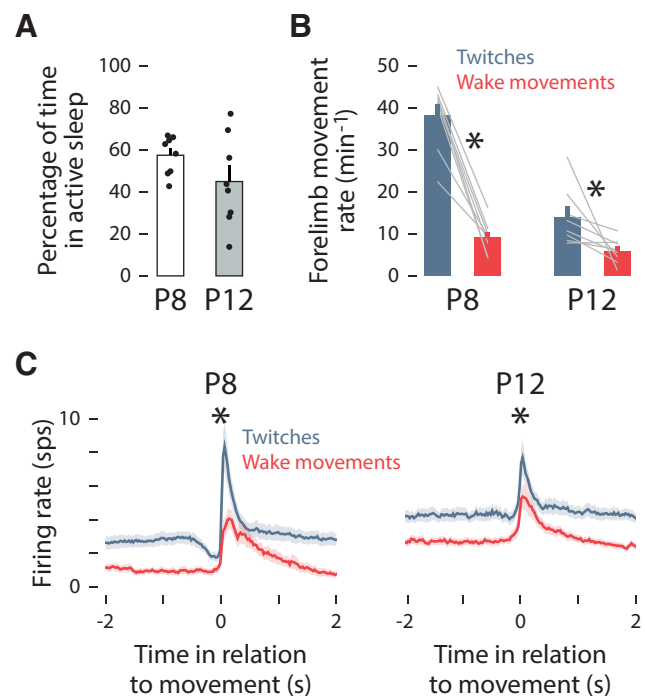 A
Percentage of time
in active sleep
100
80
60
40
20
0
P8
P12
B
Forelimb movement
rate (min-1)
Twitches
Wake movements
50
40
30
20
10
0
*
*
P8
P12
C
P8
*
P12
*
Twitches
Wake movements
Firing rate (sps)
10
0
-2
0
2
-2
0
2
Time in relation
to movement (s)
Time in relation
to movement (s)